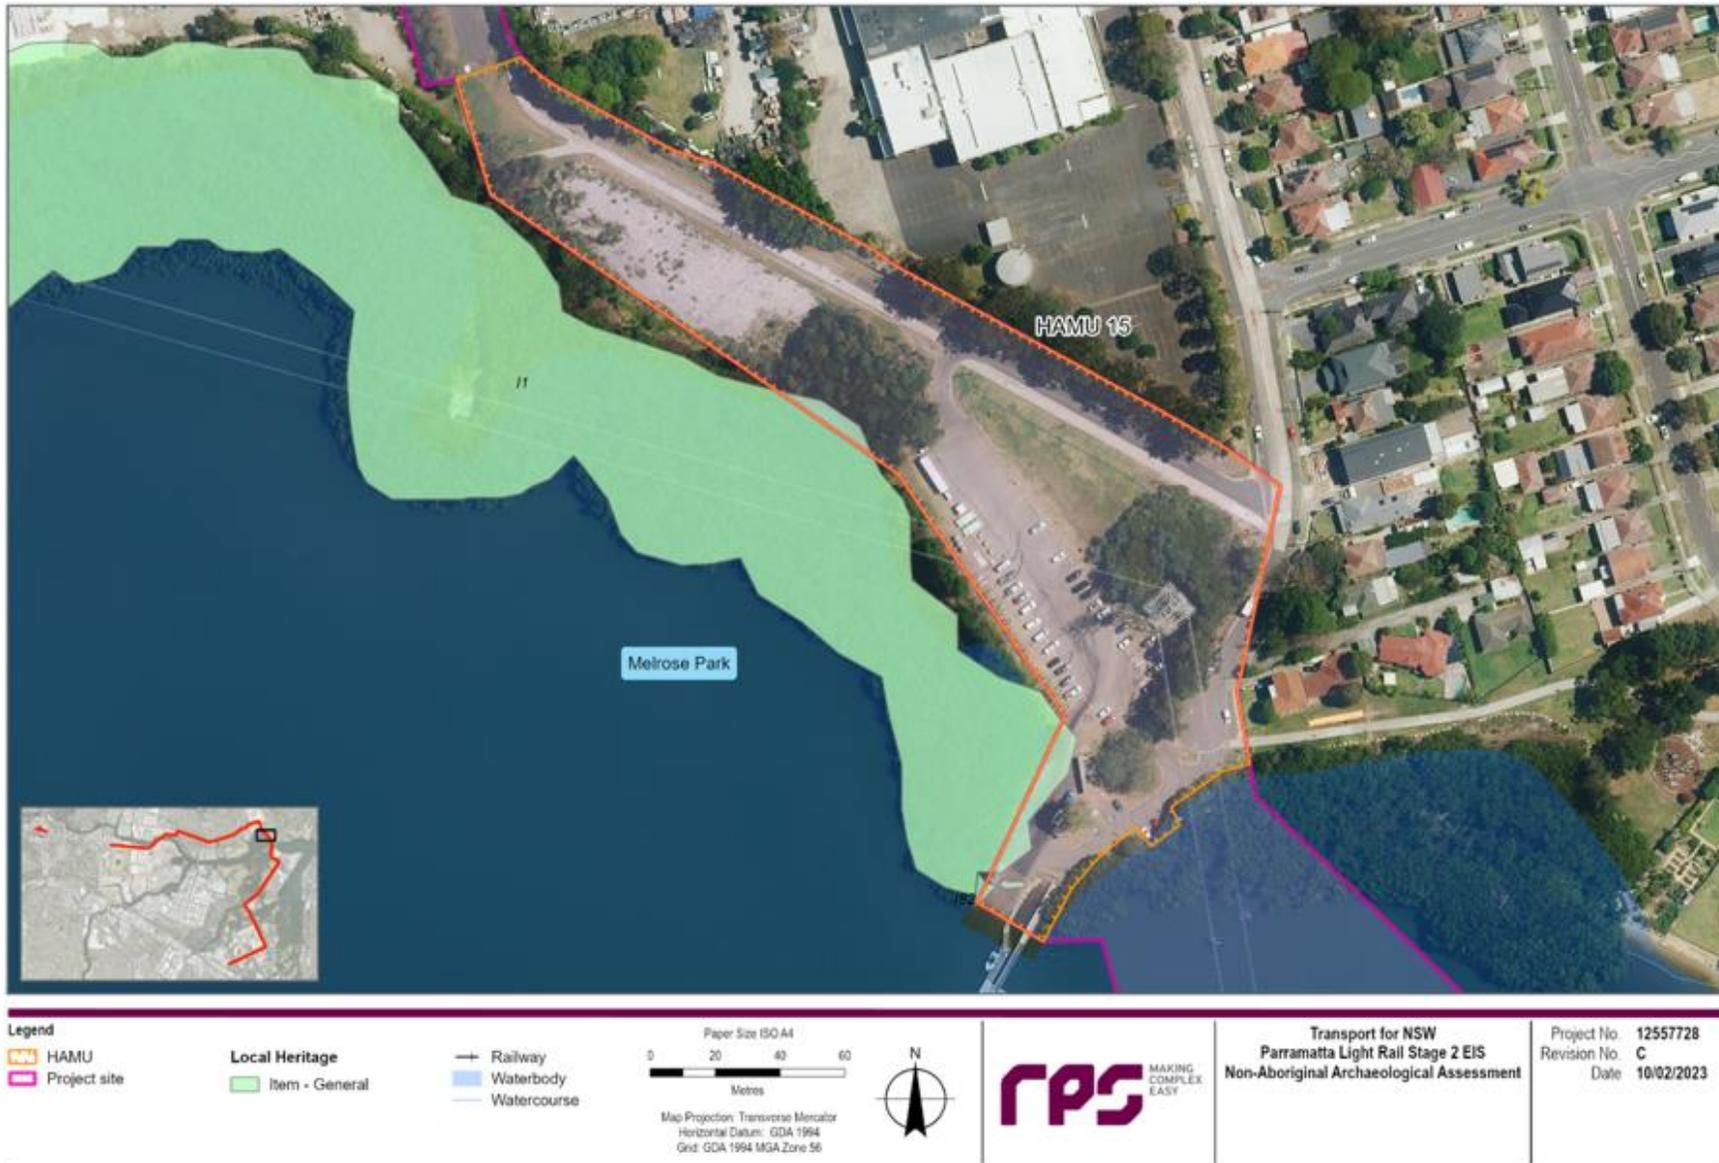 HAMU 15
I1
Melrose Park
Legend
HAMU
Project site
Local Heritage
Item - General
Railway
Waterbody
Watercourse
Paper Size ISO A4
0 20 40 60
Metres
Map Projection: Transverse Mercator
Horizontal Datum: GDA 1994
Grid: GDA 1994 MGA Zone 56
N
rps
MAKING
COMPLEX
EASY
Transport for NSW
Parramatta Light Rail Stage 2 EIS
Non-Aboriginal Archaeological Assessment
Project No. 12557728
Revision No. C
Date 10/02/2023